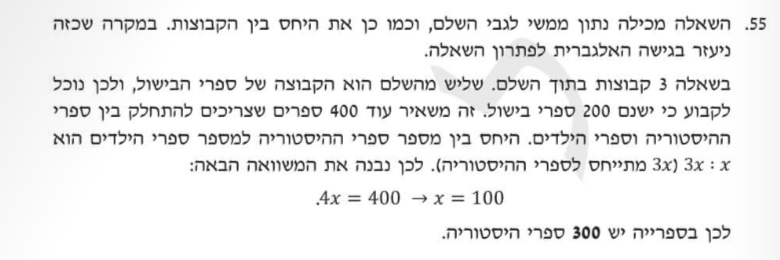 55. השאלה מכילה נתון ממשי לגבי השלם, וכמו כן את היחס בין הקבוצות. במקרה שכזה
ניעזר בגישה האלגברית לפתרון השאלה.
בשאלה 3 קבוצות בתוך השלם. שליש מהשלם הוא הקבוצה של ספרי הבישול, ולכן נוכל
לקבוע כי ישנם 200 ספרי בישול. זה משאיר עוד 400 ספרים שצריכים להתחלק בין ספרי
ההיסטוריה וספרי הילדים. היחס בין מספר ספרי ההיסטוריה למספר ספרי הילדים הוא
3x : x (3x מתייחס לספרי ההיסטוריה). לכן נבנה את המשוואה הבאה:
4x = 400 → x = 100.
לכן בספרייה יש 300 ספרי היסטוריה.